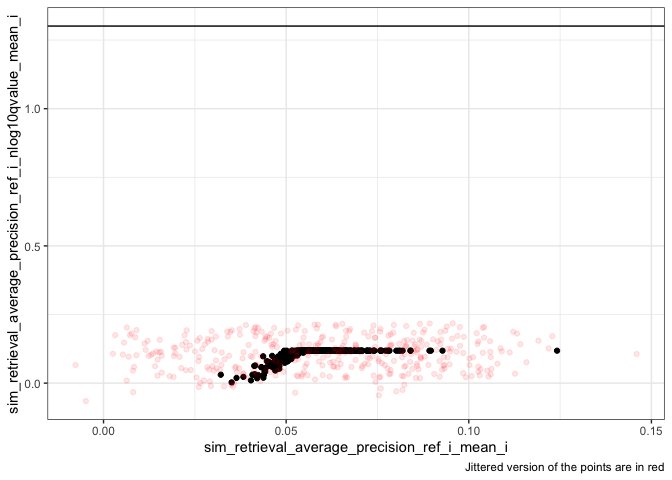 sim_retrieval_average_precision_ref_i_nlog10qvalue_mean_i
1.0
0.5
0.0
0.00
0.05
0.10
0.15
sim_retrieval_average_precision_ref_i_mean_i
Jittered version of the points are in red